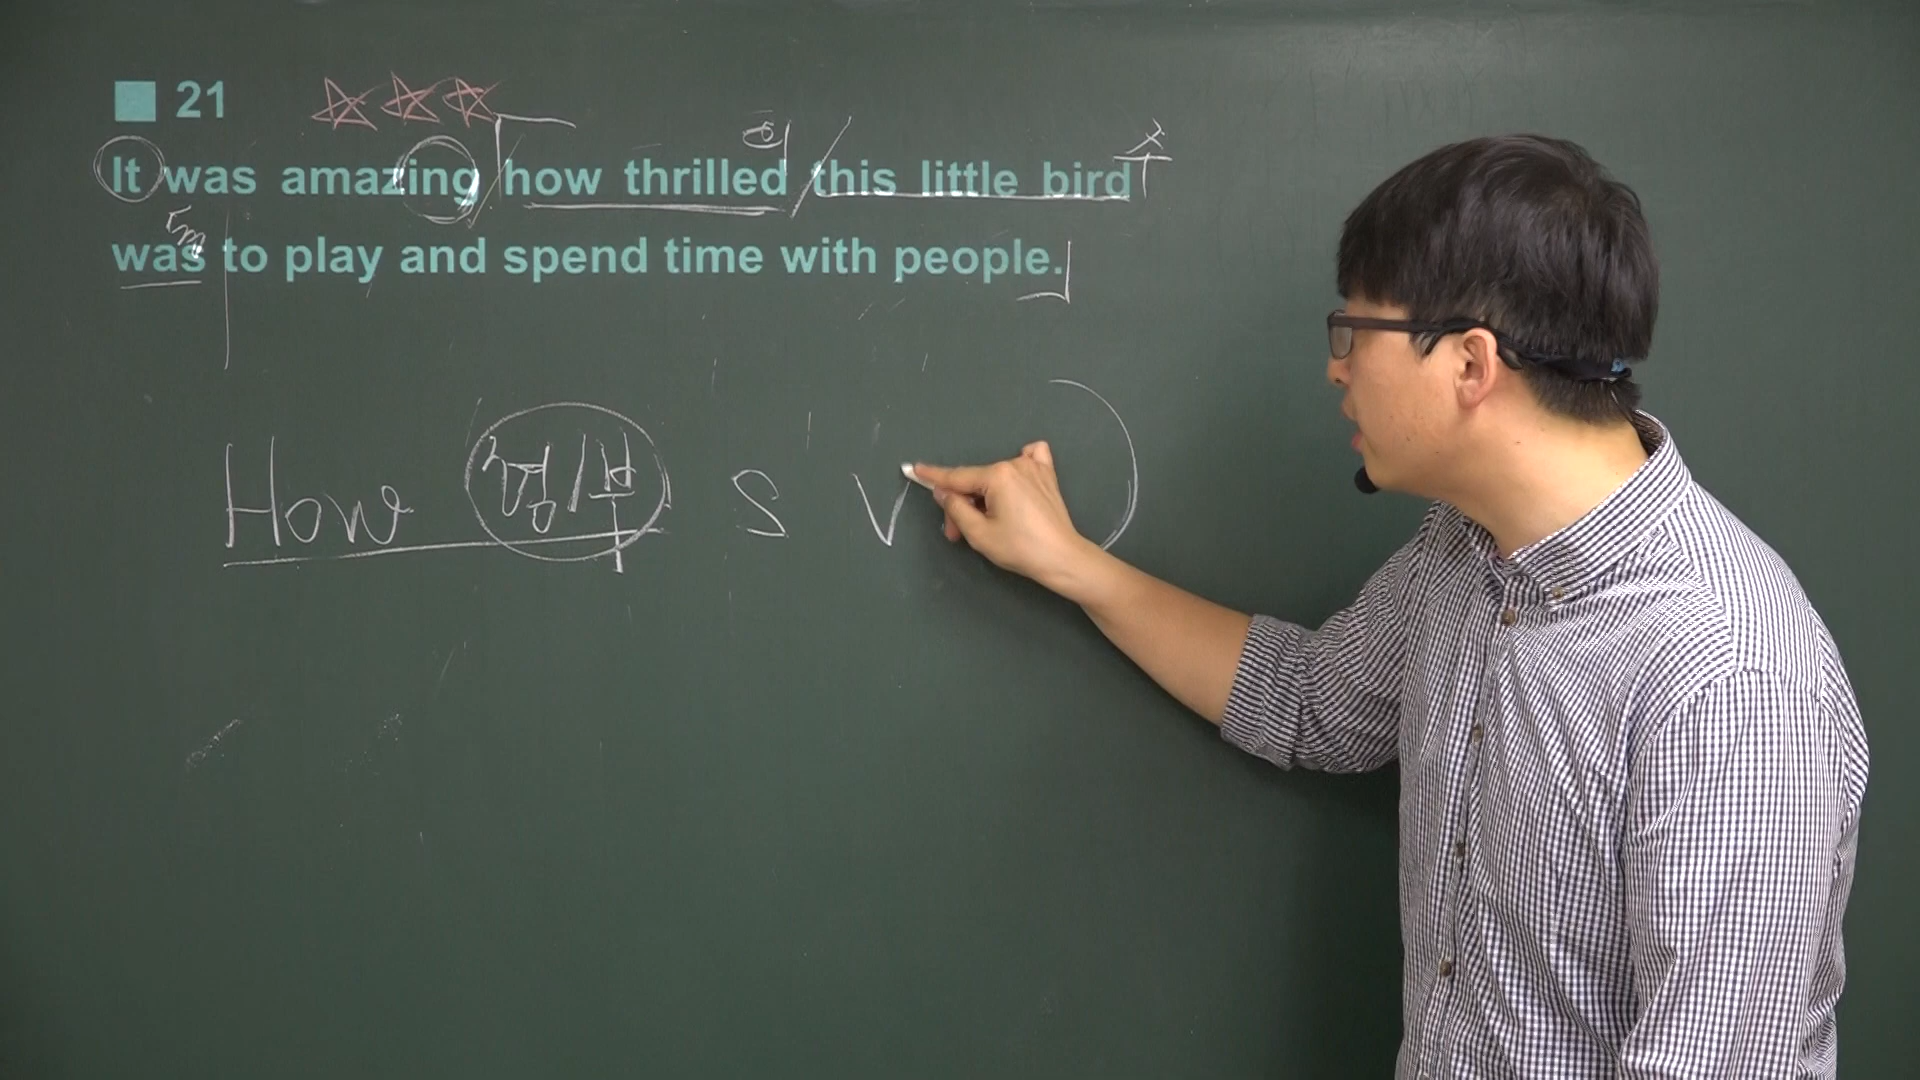 21
It was amazing how thrilled this little bird
was to play and spend time with people.
How 형/부 S V